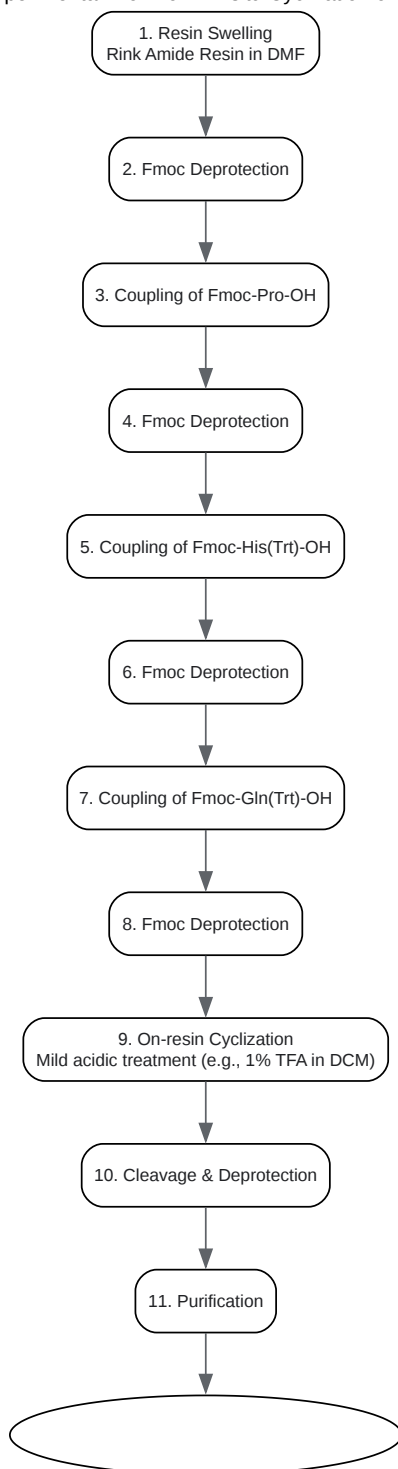 1. Resin Swelling
Rink Amide Resin in DMF
2. Fmoc Deprotection
3. Coupling of Fmoc-Pro-OH
4. Fmoc Deprotection
5. Coupling of Fmoc-His(Trt)-OH
6. Fmoc Deprotection
7. Coupling of Fmoc-Gln(Trt)-OH
8. Fmoc Deprotection
9. On-resin Cyclization
Mild acidic treatment (e.g., 1% TFA in DCM)
10. Cleavage & Deprotection
11. Purification